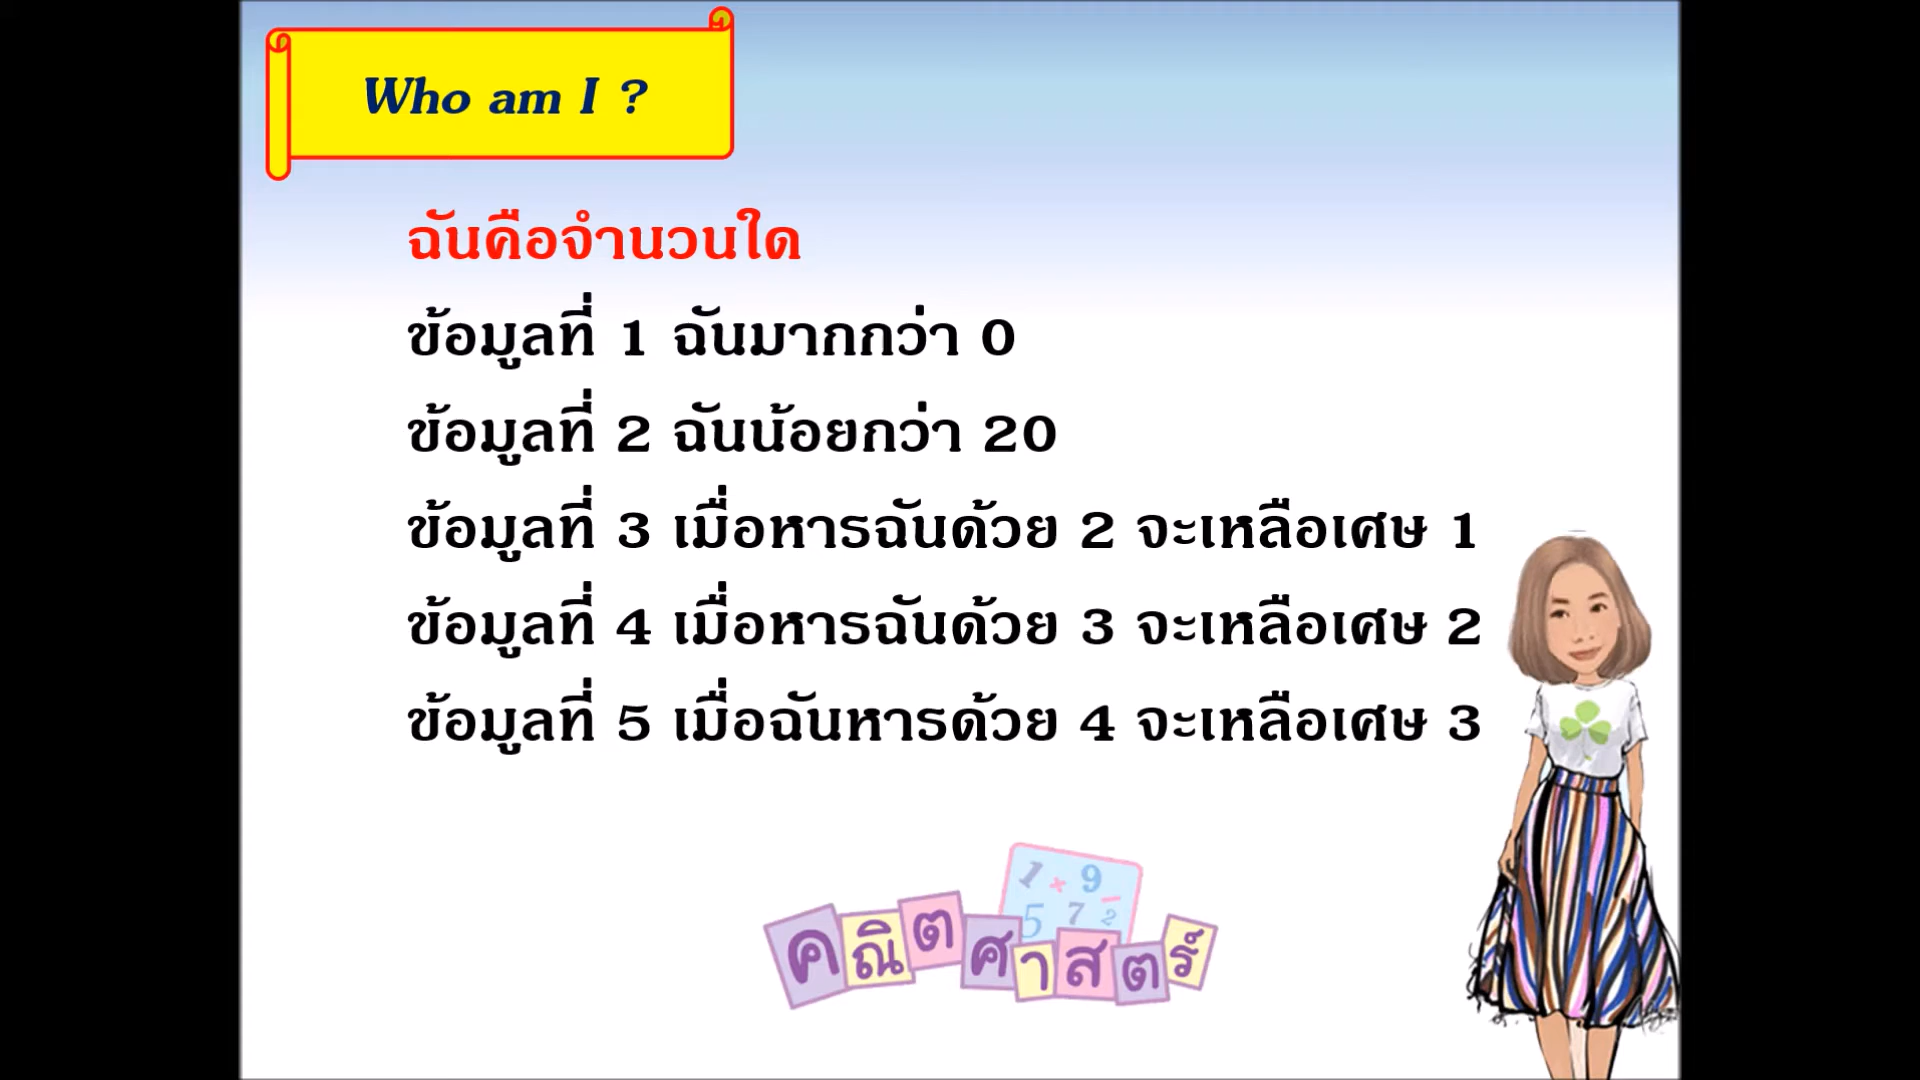 Who am I ?
ฉันคือจำนวนใด
ข้อมูลที่ 1 ฉันมากกว่า 0
ข้อมูลที่ 2 ฉันน้อยกว่า 20
ข้อมูลที่ 3 เมื่อหารฉันด้วย 2 จะเหลือเศษ 1
ข้อมูลที่ 4 เมื่อหารฉันด้วย 3 จะเหลือเศษ 2
ข้อมูลที่ 5 เมื่อฉันหารด้วย 4 จะเหลือเศษ 3
1 × 9
5 7 - 2
คณิตศาสตร์